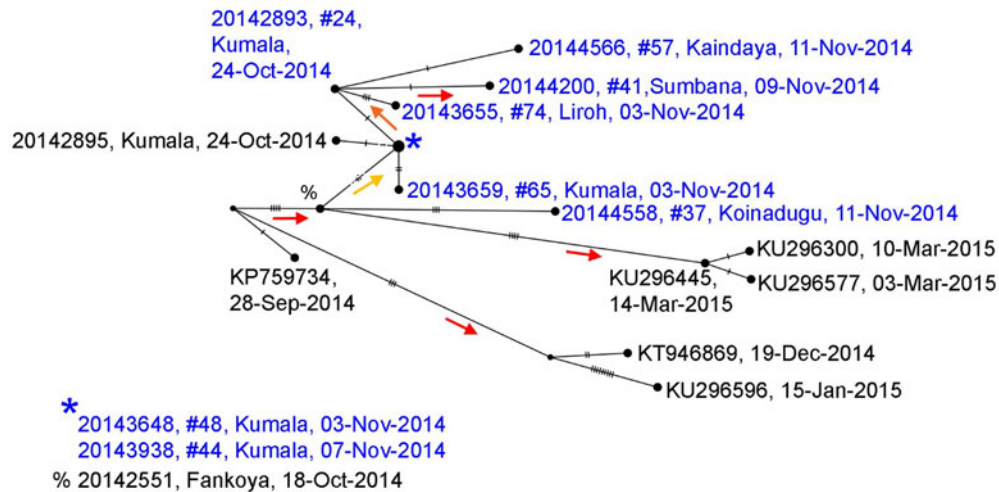 20142893, #24,
Kumala,
24-Oct-2014
20144566, #57, Kaindaya, 11-Nov-2014
20144200, #41,Sumbana, 09-Nov-2014
20143655, #74, Liroh, 03-Nov-2014
20142895, Kumala, 24-Oct-2014
*
20143659, #65, Kumala, 03-Nov-2014
%
20144558, #37, Koinadugu, 11-Nov-2014
KU296300, 10-Mar-2015
KP759734,
28-Sep-2014
KU296445,
14-Mar-2015
KU296577, 03-Mar-2015
KT946869, 19-Dec-2014
KU296596, 15-Jan-2015
*
20143648, #48, Kumala, 03-Nov-2014
20143938, #44, Kumala, 07-Nov-2014
% 20142551, Fankoya, 18-Oct-2014